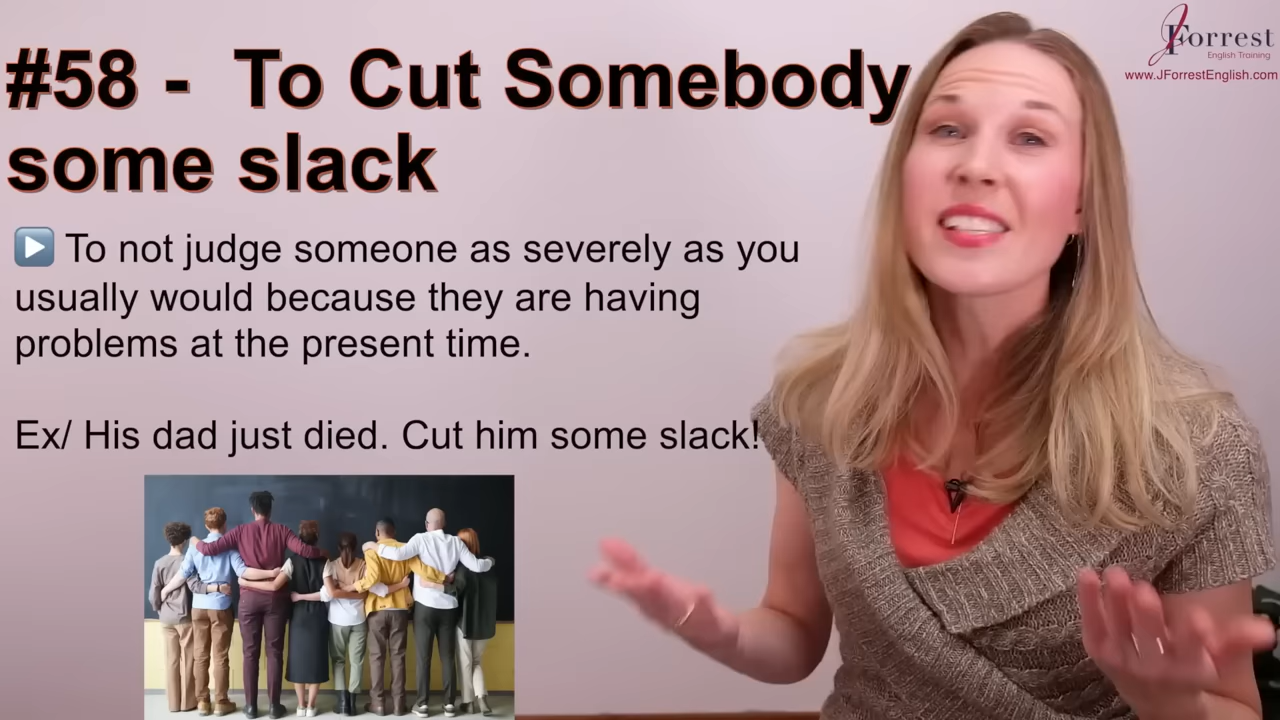 #58 - To Cut Somebody
some slack
▶️ To not judge someone as severely as you
usually would because they are having
problems at the present time.
Ex/ His dad just died. Cut him some slack!
JForrest
English Training
www.JForrestEnglish.com